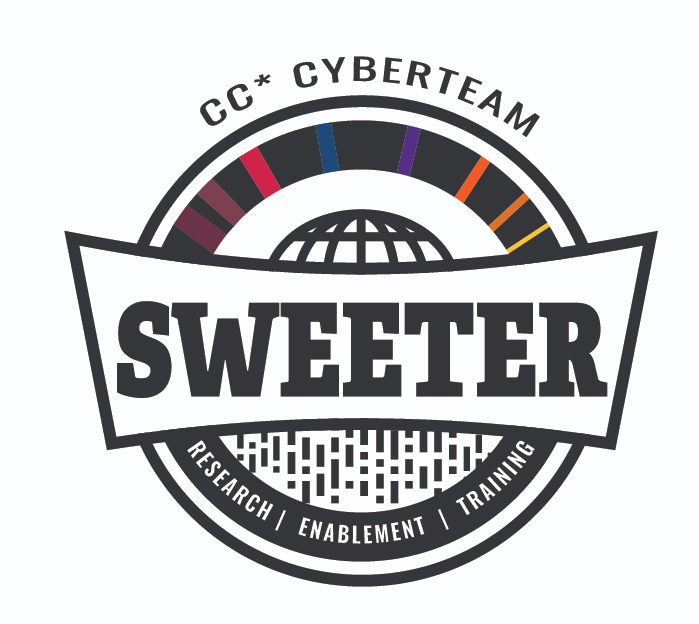 CC* CYBERTEAM
SWEETER
RESEARCH | ENABLEMENT | TRAINING